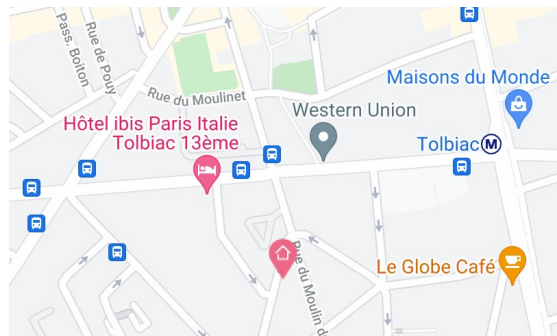 Pass. Boiton
Rue de Pouy
Rue du Moulinet
Maisons du Monde
Western Union
Hôtel ibis Paris Italie
Tolbiac 13ème
Tolbiac M
Le Globe Café
Rue du Moulin d